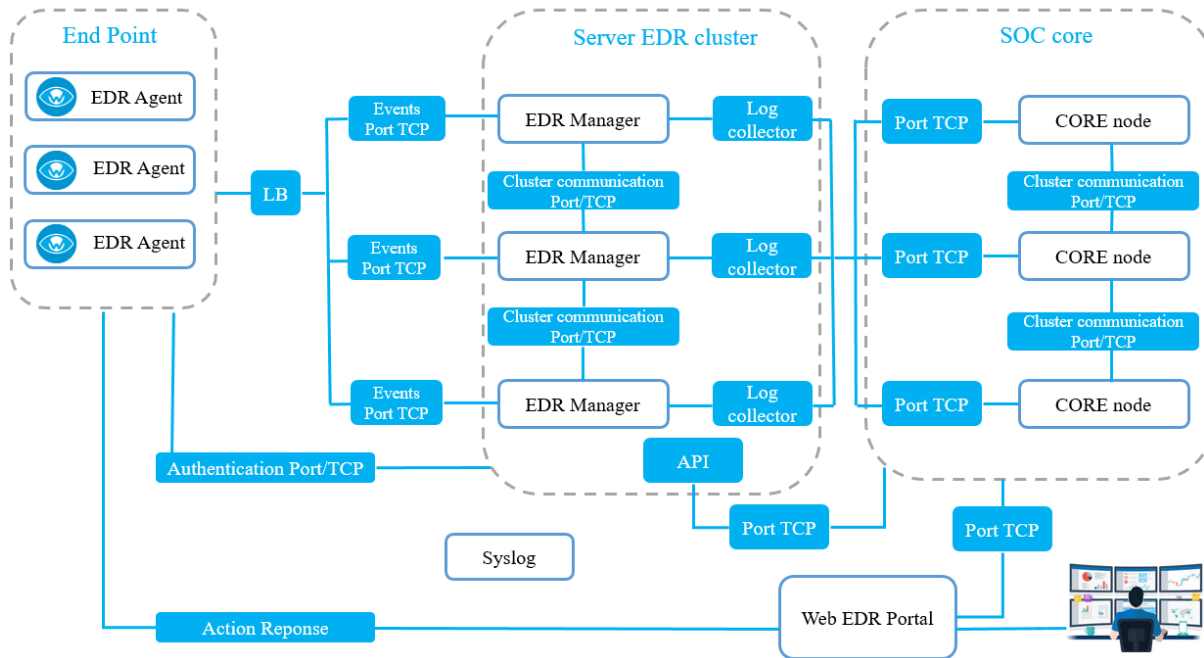 End Point
EDR Agent
EDR Agent
EDR Agent
LB
Events
Port TCP
Events
Port TCP
Events
Port TCP
Server EDR cluster
EDR Manager
Cluster communication
Port/TCP
EDR Manager
Cluster communication
Port/TCP
EDR Manager
Log
collector
Log
collector
Log
collector
API
SOC core
Port TCP
CORE node
Cluster communication
Port/TCP
Port TCP
CORE node
Cluster communication
Port/TCP
Port TCP
CORE node
Authentication Port/TCP
Port TCP
Port TCP
Syslog
Action Reponse
Web EDR Portal